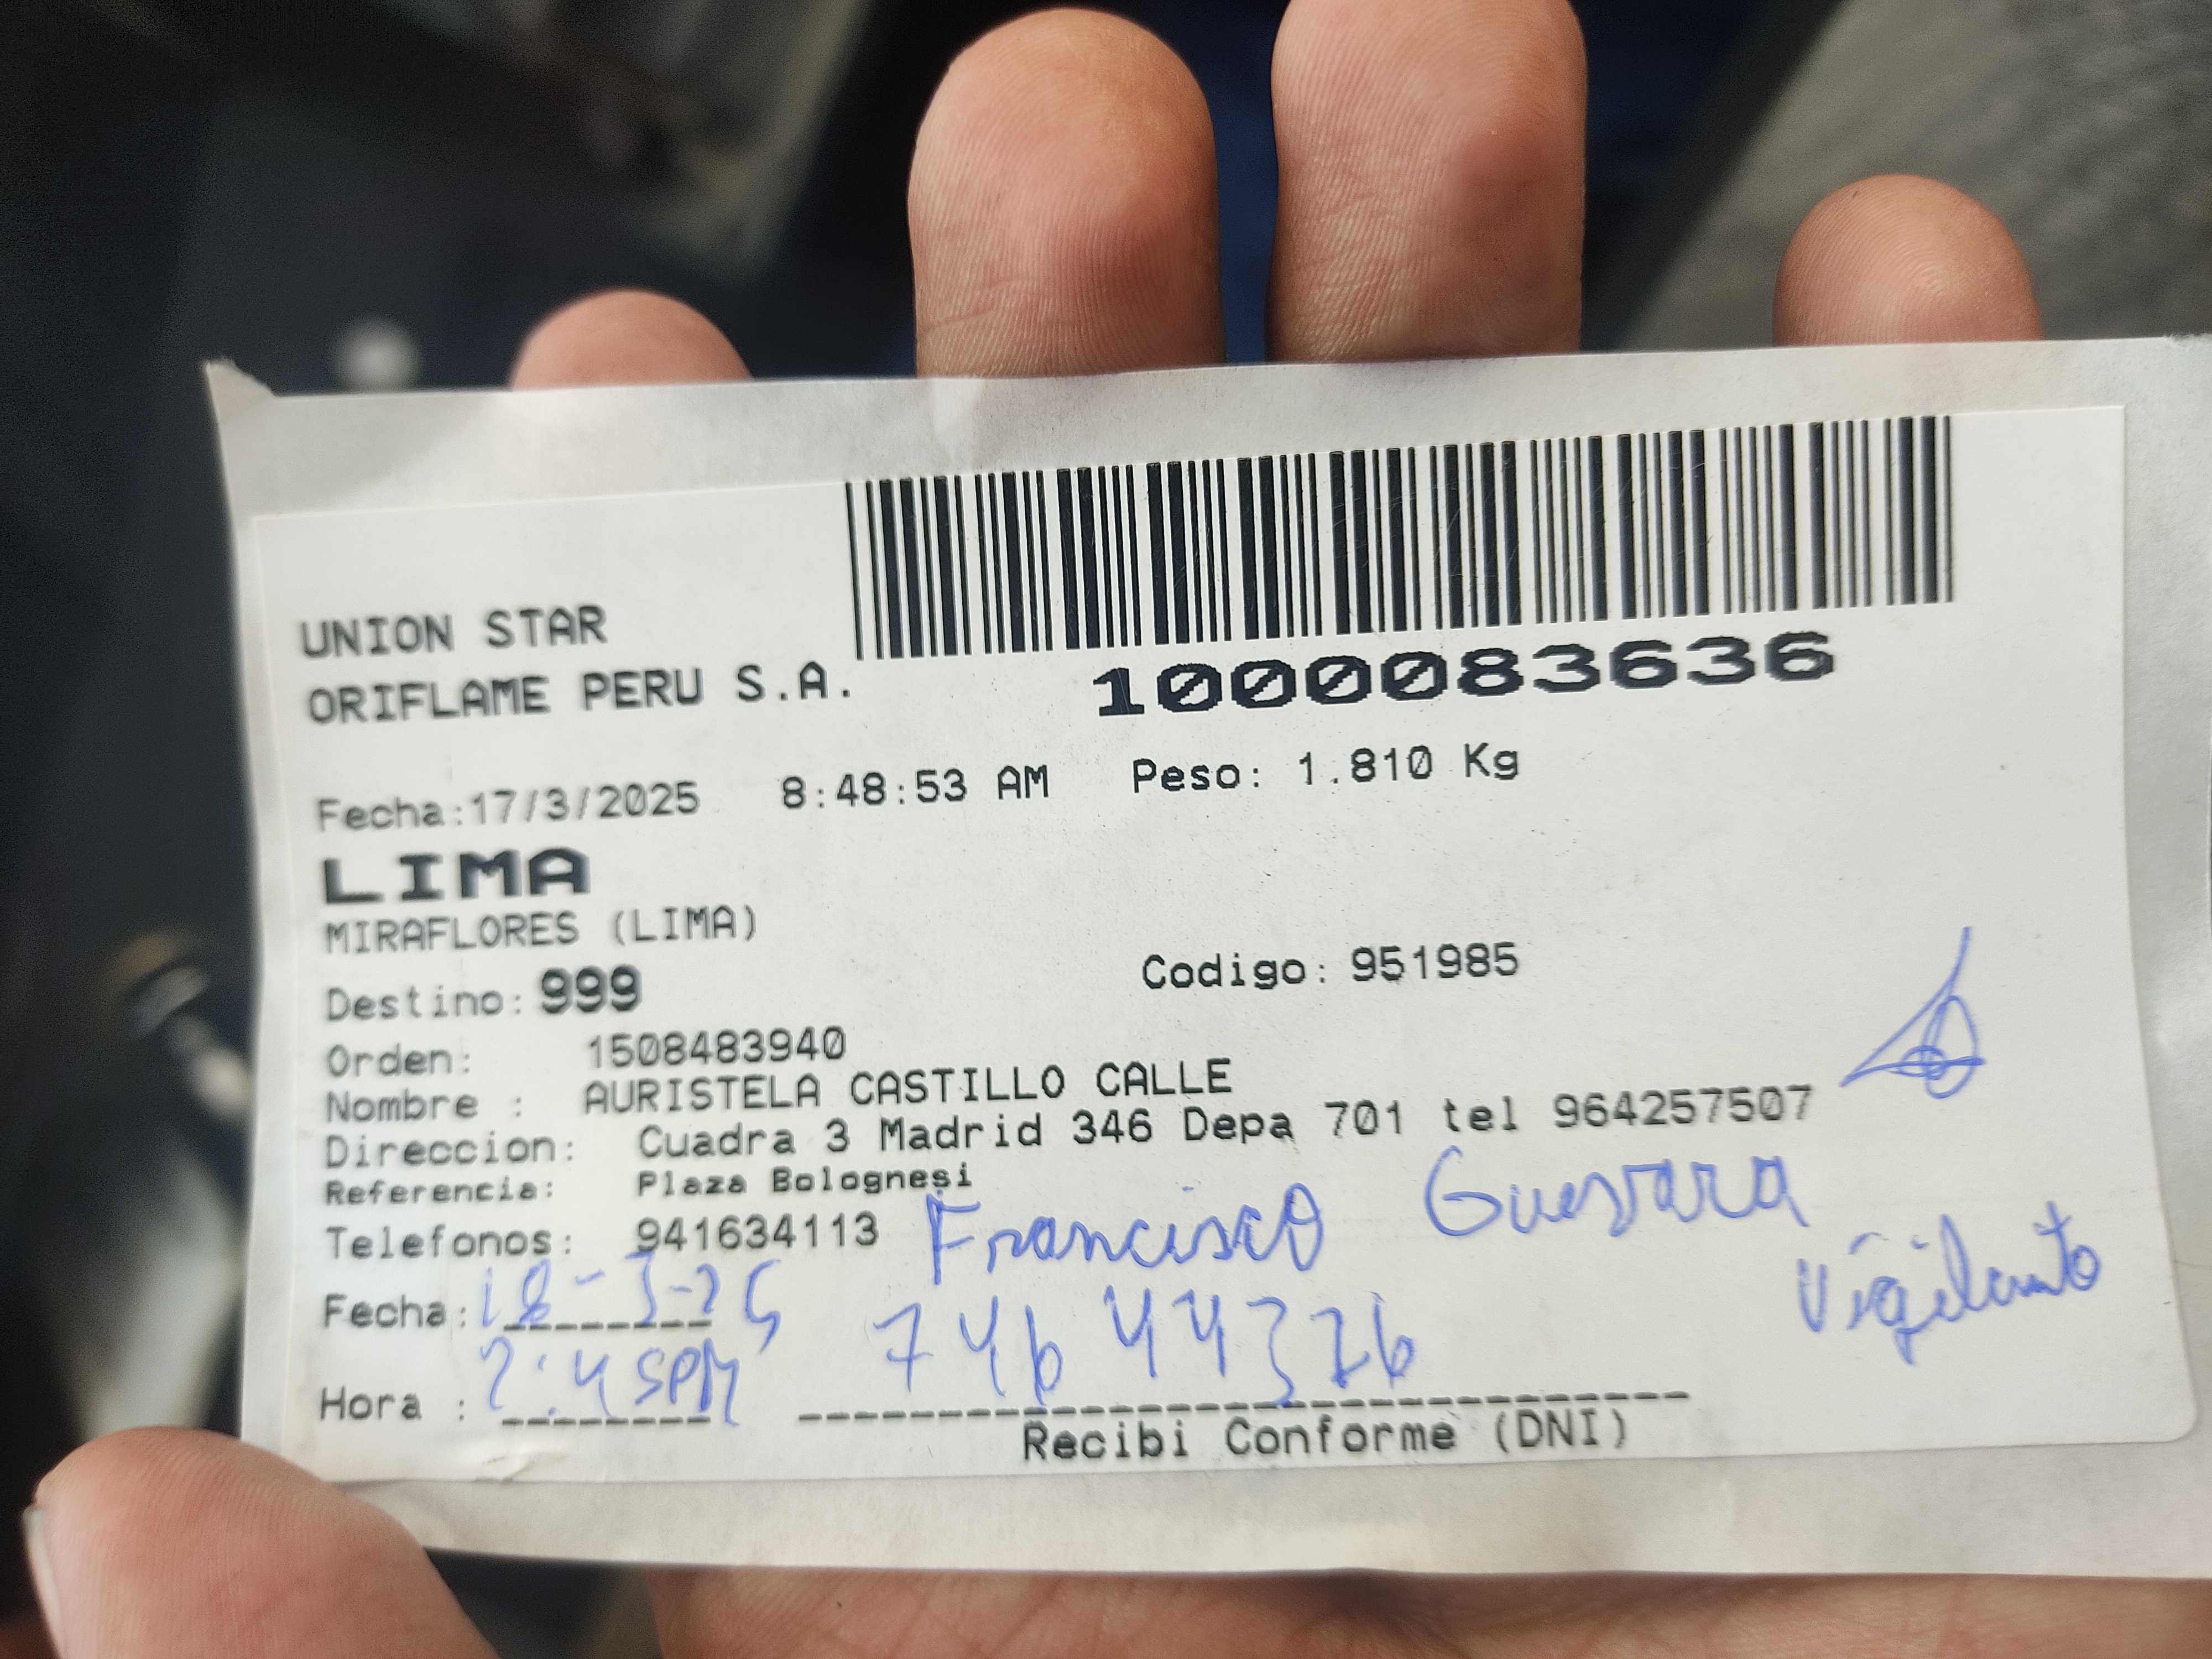 UNION STAR
ORIFLAME PERU S.A.
1000083636
Fecha:17/3/2025 8:48:53 AM Peso: 1.810 Kg
LIMA
MIRAFLORES (LIMA)
Destino: 999 Codigo: 951985
Orden: 1508483940
Nombre : AURISTELA CASTILLO CALLE
Direccion: Cuadra 3 Madrid 346 Depa 701 tel 964257507
Referencia: Plaza Bolognesi
Telefonos: 941634113 Francisco Guevara
Vigilante
Fecha: 18-3-25
Hora : 2:45PM
Recibi Conforme (DNI)